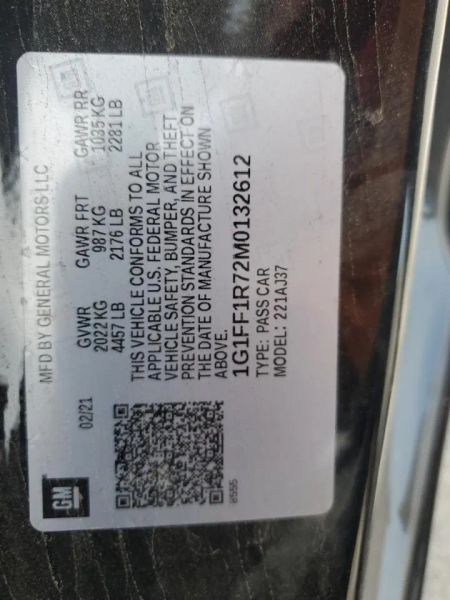 GM
MFD BY GENERAL MOTORS LLC
02/21
GVWR GAWR FRT GAWR RR
2022 KG 987 KG 1035 KG
4457 LB 2176 LB 2281 LB
THIS VEHICLE CONFORMS TO ALL
APPLICABLE U.S. FEDERAL MOTOR
VEHICLE SAFETY, BUMPER, AND THEFT
PREVENTION STANDARDS IN EFFECT ON
THE DATE OF MANUFACTURE SHOWN
ABOVE.
1G1FF1R72M0132612
TYPE: PASS CAR
MODEL: 221AJ37